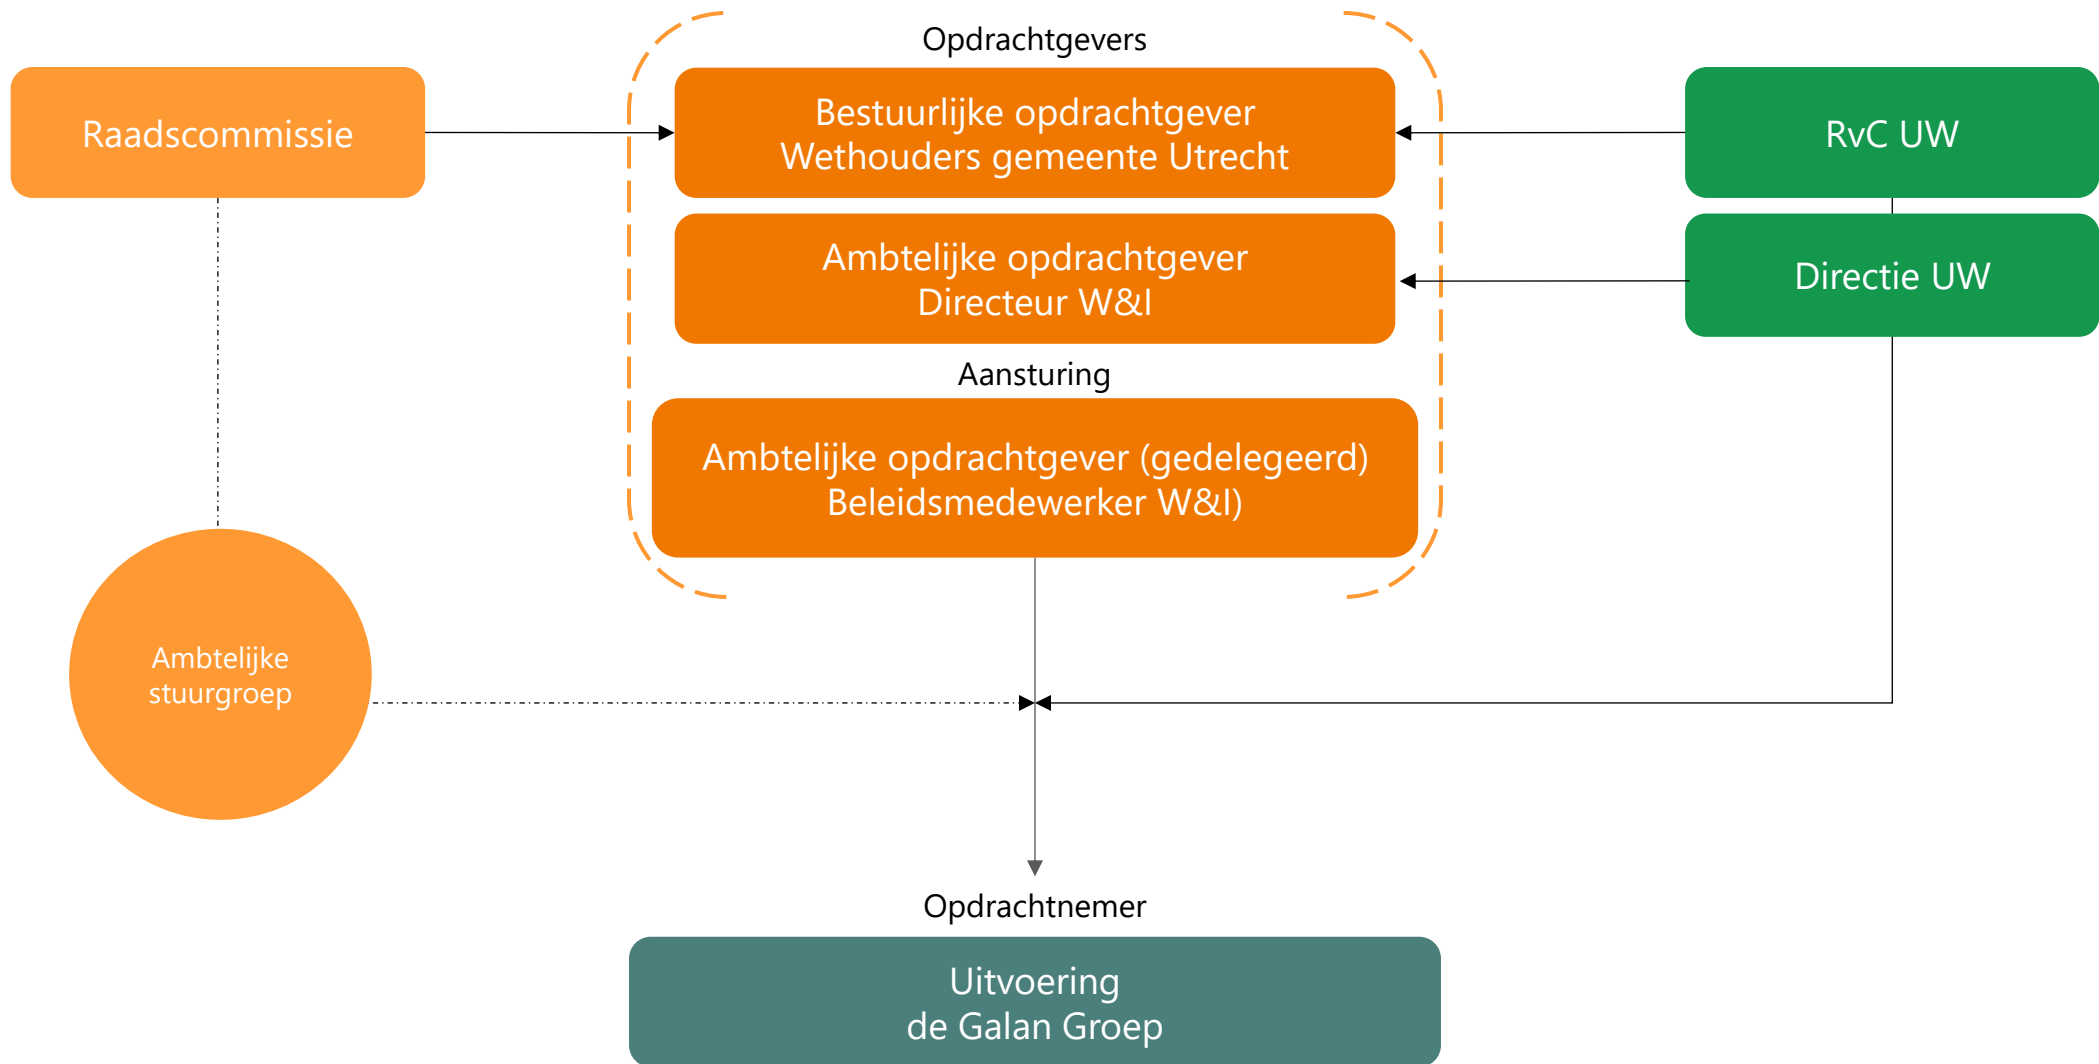 Opdrachtgevers
Raadscommissie
Bestuurlijke opdrachtgever
Wethouders gemeente Utrecht
RvC UW
Ambtelijke opdrachtgever
Directeur W&I
Directie UW
Aansturing
Ambtelijke opdrachtgever (gedelegeerd)
Beleidsmedewerker W&I)
Ambtelijke
stuurgroep
Opdrachtnemer
Uitvoering
de Galan Groep